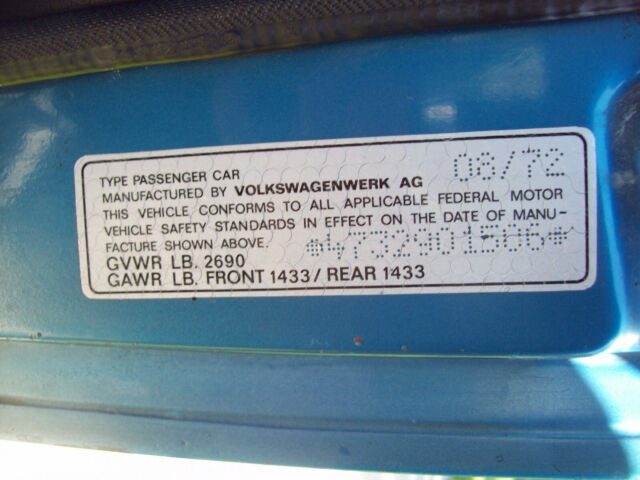 TYPE PASSENGER CAR 08/72
MANUFACTURED BY VOLKSWAGENWERK AG
THIS VEHICLE CONFORMS TO ALL APPLICABLE FEDERAL MOTOR
VEHICLE SAFETY STANDARDS IN EFFECT ON THE DATE OF MANU-
FACTURE SHOWN ABOVE. *V732901566*
GVWR LB. 2690
GAWR LB. FRONT 1433/ REAR 1433